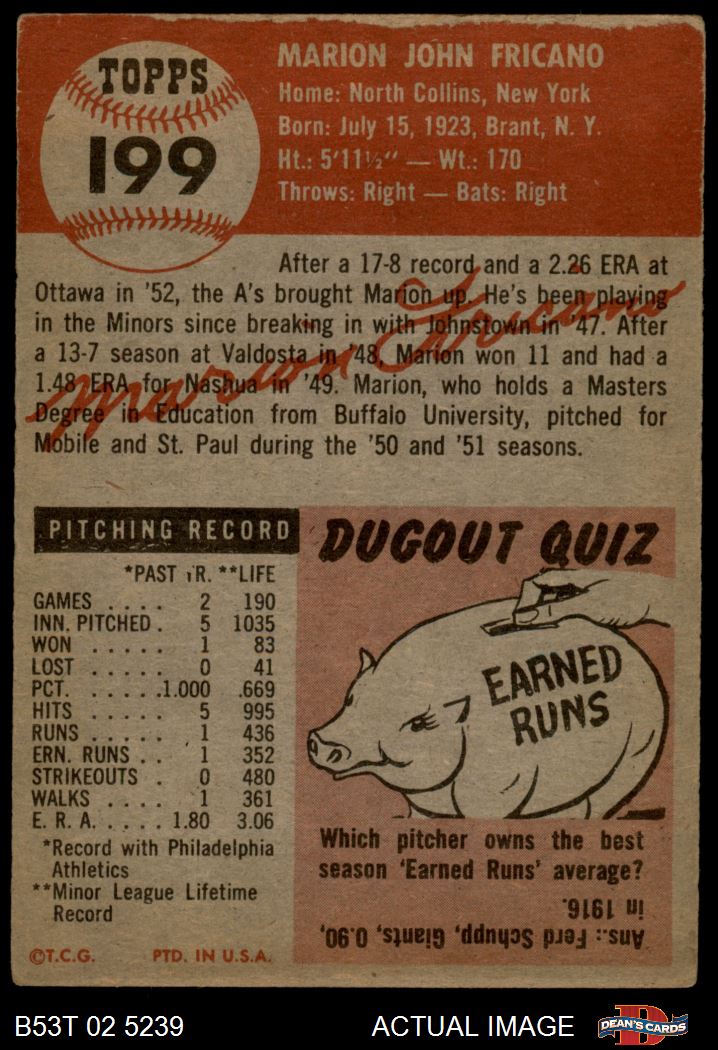 TOPPS
199
MARION JOHN FRICANO
Home: North Collins, New York
Born: July 15, 1923, Brant, N. Y.
Ht.: 5'11½" — Wt.: 170
Throws: Right — Bats: Right
After a 17-8 record and a 2.26 ERA at
Ottawa in '52, the A's brought Marion up. He's been playing
in the Minors since breaking in with Johnstown in '47. After
a 13-7 season at Valdosta in '48, Marion won 11 and had a
1.48 ERA for Nashua in '49. Marion, who holds a Masters
Degree in Education from Buffalo University, pitched for
Mobile and St. Paul during the '50 and '51 seasons.
Marion Fricano
PITCHING RECORD
*PAST YR. **LIFE
GAMES . . . . 2 190
INN. PITCHED . 5 1035
WON . . . . . 1 83
LOST . . . . . 0 41
PCT. . . . . . 1.000 .669
HITS . . . . . 5 995
RUNS . . . . . 1 436
ERN. RUNS . . 1 352
STRIKEOUTS . 0 480
WALKS . . . . 1 361
E. R. A. . . . . . 1.80 3.06
*Record with Philadelphia
Athletics
**Minor League Lifetime
Record
©T.C.G. PTD. IN U.S.A.
DUGOUT QUIZ
EARNED
RUNS
Which pitcher owns the best
season 'Earned Runs' average?
Ans.: Ferd Schupp, Giants, 0.90,
in 1916.
B53T 02 5239
ACTUAL IMAGE
D
DEAN'S CARDS